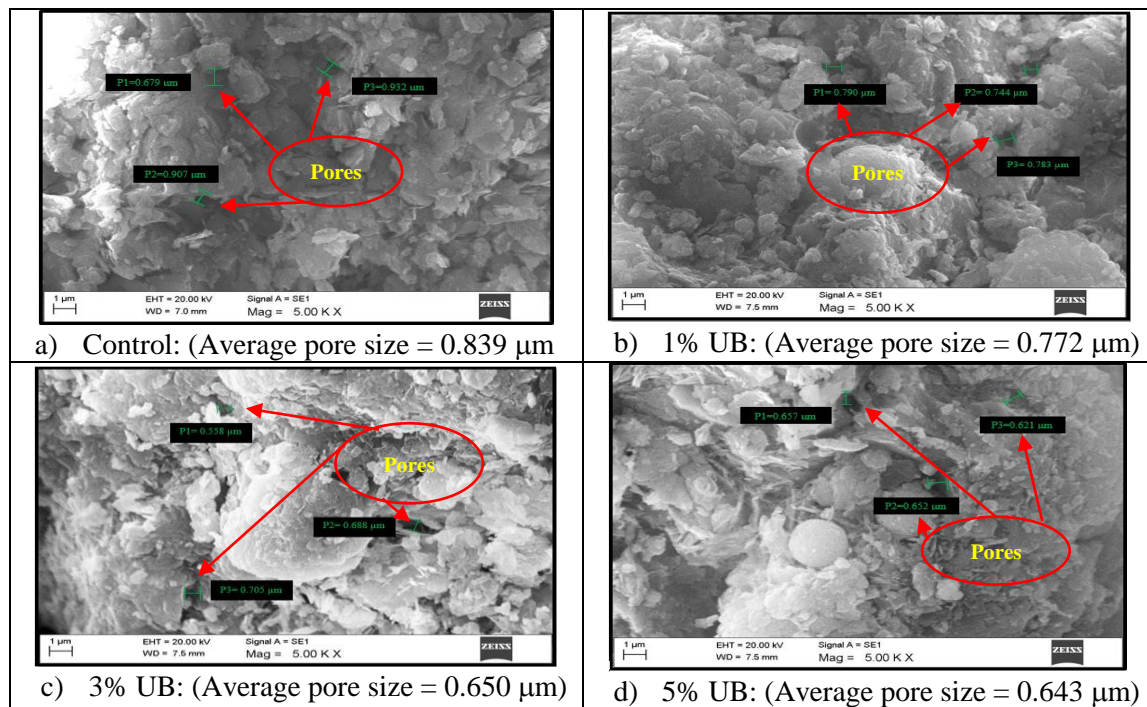 P1=0.679 µm
P3=0.932 µm
P2=0.907 µm
Pores
1 µm
EHT = 20.00 kV
Signal A = SE1
WD = 7.0 mm
Mag = 5.00 K X
ZEISS
a) Control: (Average pore size = 0.839 µm
P1= 0.790 µm
P2= 0.744 µm
P3= 0.783 µm
Pores
1 µm
EHT = 20.00 kV
Signal A = SE1
WD = 7.5 mm
Mag = 5.00 K X
ZEISS
b) 1% UB: (Average pore size = 0.772 µm)
P1=0.558 µm
Pores
P2= 0.688 µm
P3=0.705 µm
1 µm
EHT = 20.00 kV
Signal A = SE1
WD = 7.5 mm
Mag = 5.00 K X
ZEISS
c) 3% UB: (Average pore size = 0.650 µm)
P1=0.657 µm
P3=0.621 µm
P2=0.652 µm
Pores
1 µm
EHT = 20.00 kV
Signal A = SE1
WD = 7.5 mm
Mag = 5.00 K X
ZEISS
d) 5% UB: (Average pore size = 0.643 µm)